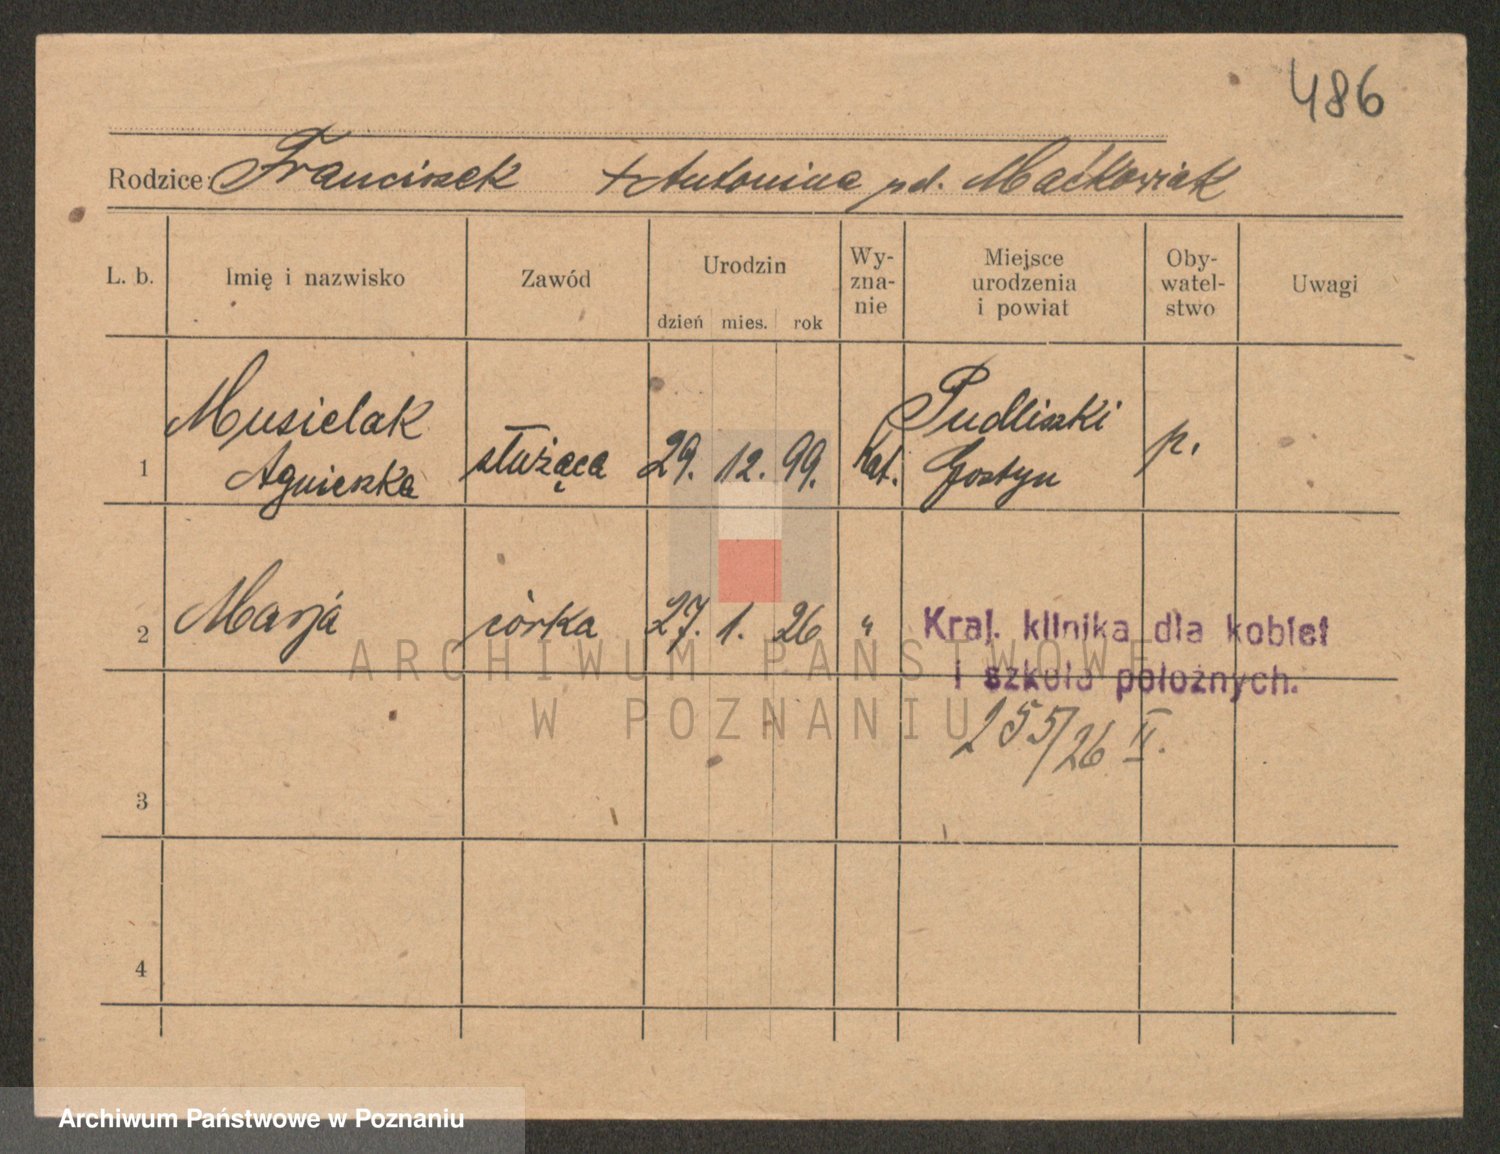 486
Rodzice: Franciszek + Antonina zd. Maćkowiak
L. b. Imię i nazwisko Zawód Urodzin dzień mies. rok Wy-zna-nie Miejsce urodzenia i powiat Oby-watel-stwo Uwagi
1 Musielak Agnieszka służąca 29. 12. 99. kat. Pudliszki Gostyn p.
2 Marja córka 27. 1. 26 " Kraj. klinika dla kobiet
i szkoła położnych.
255/26 II.
3
4
ARCHIWUM PAŃSTWOWE
W POZNANIU
Archiwum Państwowe w Poznaniu